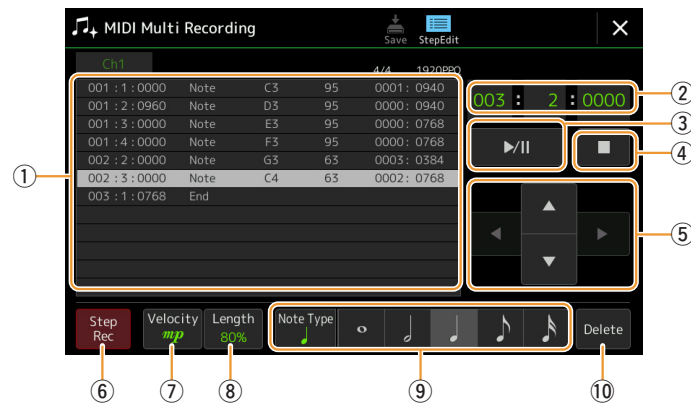 MIDI Multi Recording
Save
StepEdit
Ch1
4/4 1920PPQ
001 : 1 : 0000 Note C3 95 0001 : 0940
001 : 2 : 0960 Note D3 95 0000 : 0940
001 : 3 : 0000 Note E3 95 0000 : 0768
001 : 4 : 0000 Note F3 95 0000 : 0768
002 : 2 : 0000 Note G3 63 0003 : 0384
002 : 3 : 0000 Note C4 63 0002 : 0768
003 : 1 : 0768 End
003 : 2 : 0000
①
②
③
④
⑤
Step
Rec
Velocity
mp
Length
80%
Note Type
Delete
⑥
⑦
⑧
⑨
⑩